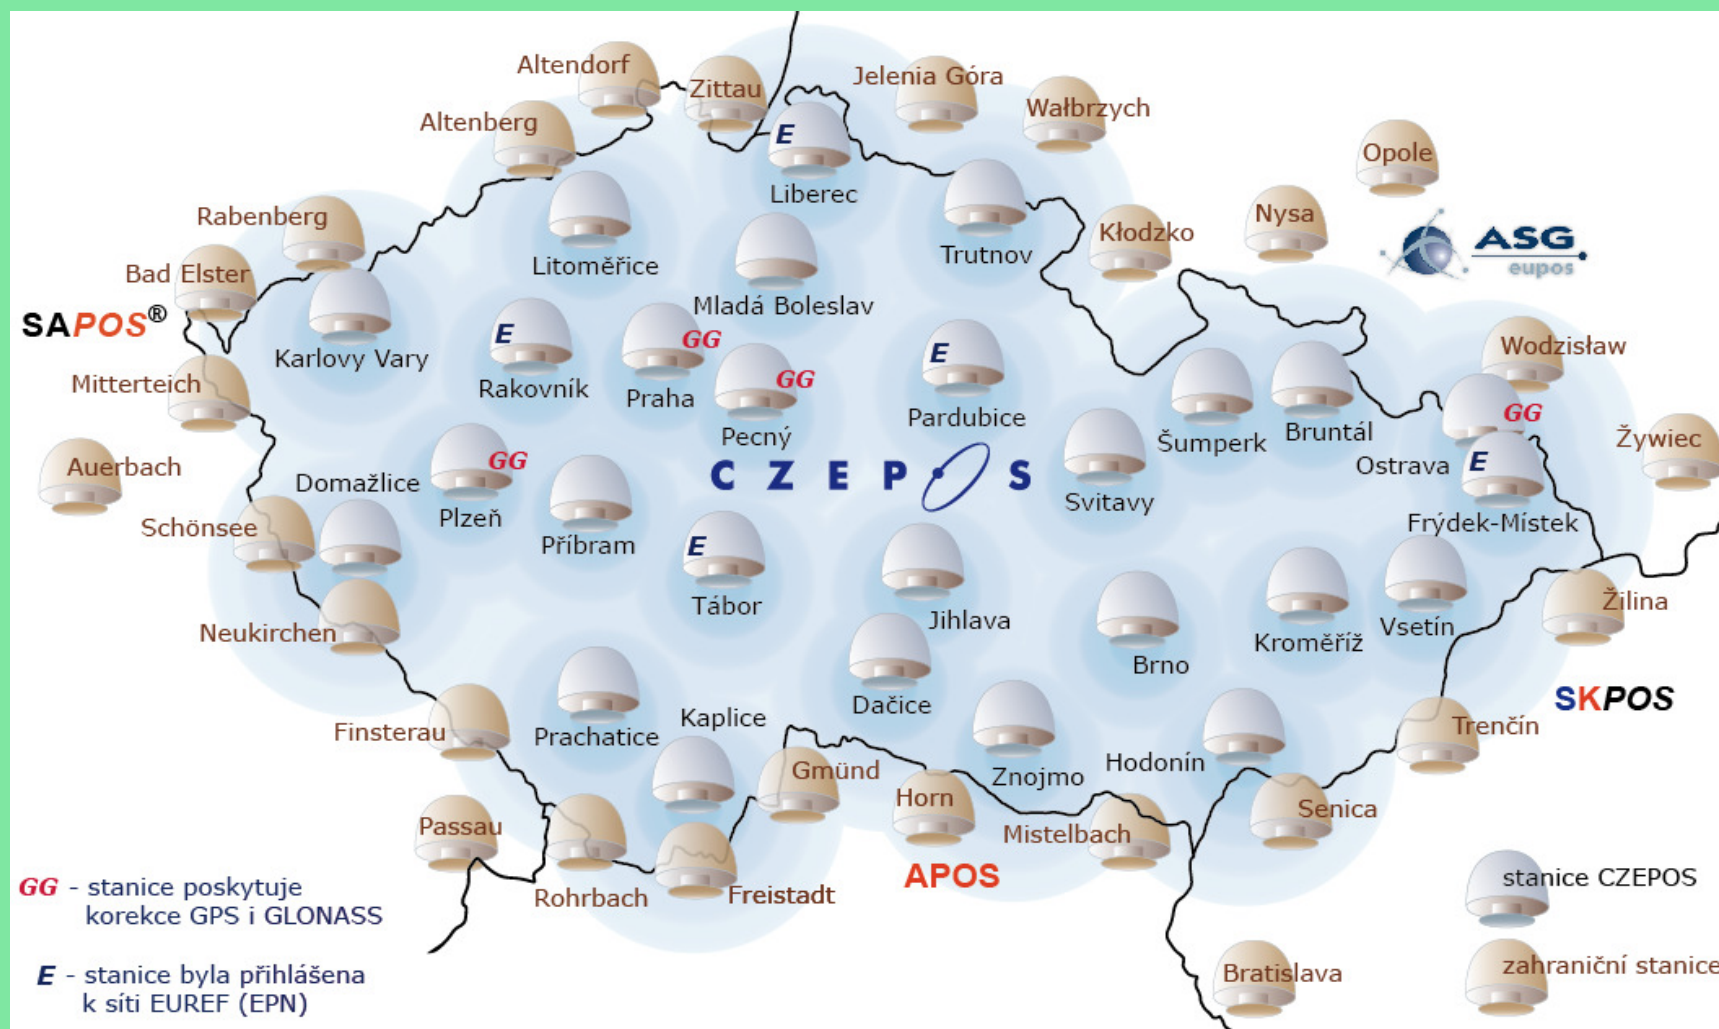 Altendorf
Zittau
Jelenia Góra
Wałbrzych
Altenberg
E
Opole
Liberec
Rabenberg
Nysa
Kłodzko
ASG
eupos
Trutnov
Litoměřice
Bad Elster
Mladá Boleslav
SAPOS®
E
GG
Karlovy Vary
Rakovník
Praha
GG
E
Wodzisław
Mitterteich
Pecný
Pardubice
GG
Šumperk
Bruntál
Žywiec
Auerbach
GG
Ostrava
E
Domažlice
CZEPOS
Svitavy
Plzeň
Schönsee
Příbram
Frýdek-Místek
E
Tábor
Jihlava
Žilina
Neukirchen
Kroměříž
Vsetín
Brno
SKPOS
Dačice
Kaplice
Finsterau
Prachatice
Trenčín
Hodonín
Gmünd
Znojmo
Horn
Senica
Passau
Mistelbach
APOS
Rohrbach
Freistadt
GG - stanice poskytuje
korekce GPS i GLONASS
stanice CZEPOS
E - stanice byla přihlášena
k síti EUREF (EPN)
Bratislava
zahraniční stanice